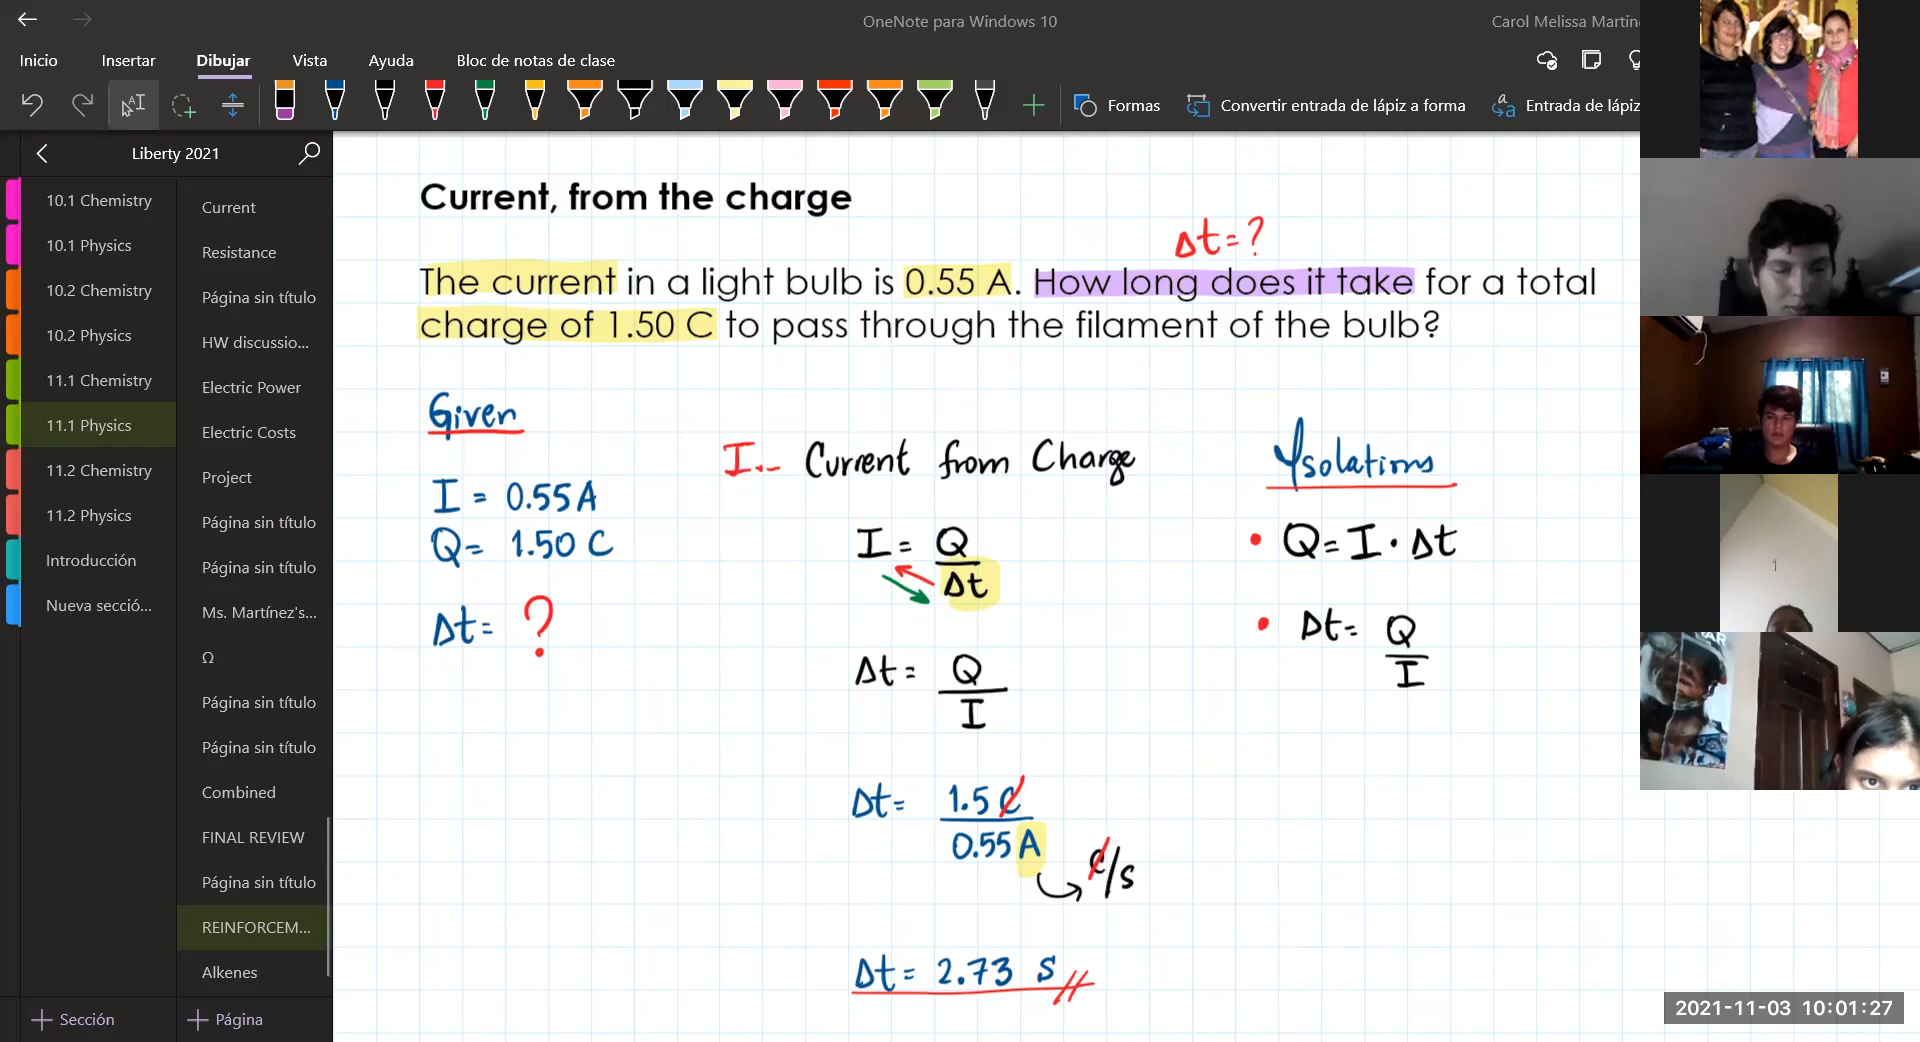 OneNote para Windows 10
Carol Melissa Martin
Inicio Insertar Dibujar Vista Ayuda Bloc de notas de clase
Formas Convertir entrada de lápiz a forma Entrada de lápiz
Liberty 2021
10.1 Chemistry
10.1 Physics
10.2 Chemistry
10.2 Physics
11.1 Chemistry
11.1 Physics
11.2 Chemistry
11.2 Physics
Introducción
Nueva secció...
Sección
Current
Resistance
Página sin título
HW discussio...
Electric Power
Electric Costs
Project
Página sin título
Página sin título
Ms. Martínez's...
Ω
Página sin título
Página sin título
Combined
FINAL REVIEW
Página sin título
REINFORCEM...
Alkenes
Página
Current, from the charge
Δt=?
The current in a light bulb is 0.55 A. How long does it take for a total
charge of 1.50 C to pass through the filament of the bulb?
Given
I = 0.55A
Q= 1.50 C
Δt= ?
I.- Current from Charge
I = Q
Δt
Δt= Q
I
Δt= 1.5 C
0.55 A
C/s
Δt= 2.73 s
Isolations
• Q=I·Δt
• Δt= Q
I
2021-11-03 10:01:27